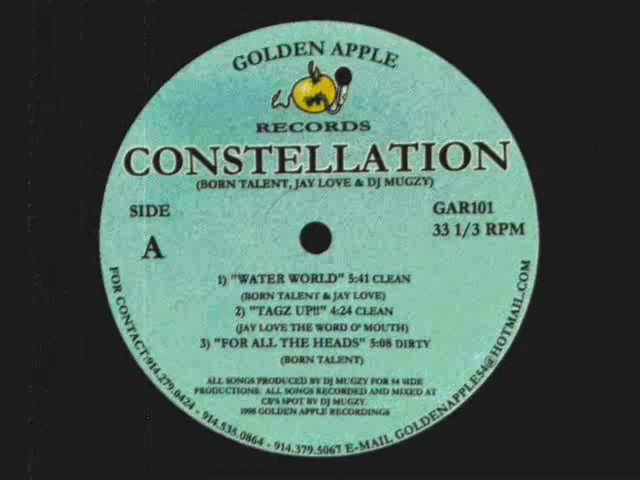 GOLDEN APPLE
RECORDS
CONSTELLATION
(BORN TALENT, JAY LOVE & DJ MUGZY)
SIDE
A
GAR101
33 1/3 RPM
1) "WATER WORLD" 5:41 CLEAN
(BORN TALENT & JAY LOVE)
2) "TAGZ UP!!" 4:24 CLEAN
(JAY LOVE THE WORD O' MOUTH)
3) "FOR ALL THE HEADS" 5:08 DIRTY
(BORN TALENT)
ALL SONGS PRODUCED BY DJ MUGZY FOR 54 SIDE
PRODUCTIONS. ALL SONGS RECORDED AND MIXED AT
CB'S SPOT BY DJ MUGZY.
1998 GOLDEN APPLE RECORDINGS
FOR CONTACT:914.279.0424 - 914.535.0864 - 914.379.5067 E-MAIL GOLDENAPPLE54@HOTMAIL.COM